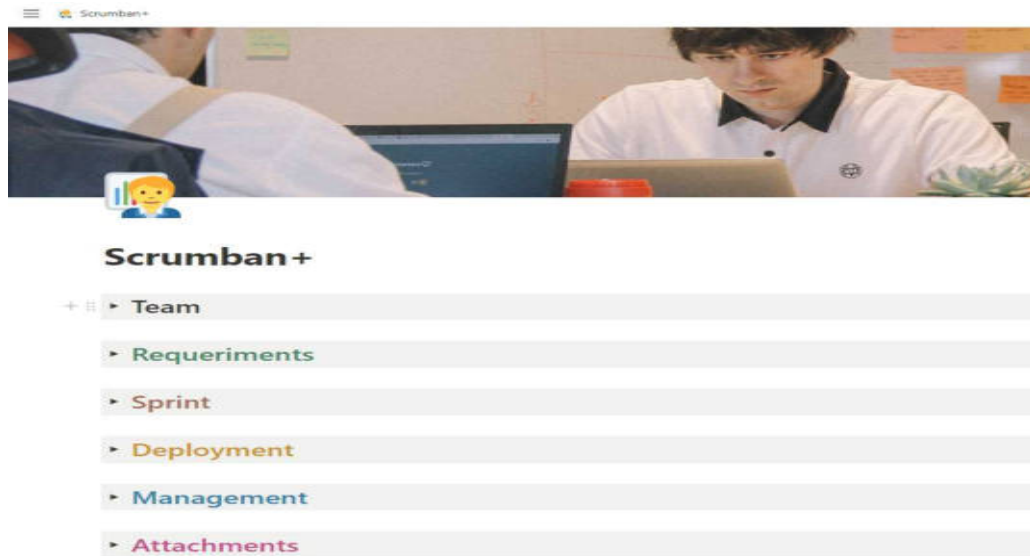 Scrumban+
Scrumban+
Team
Requeriments
Sprint
Deployment
Management
Attachments